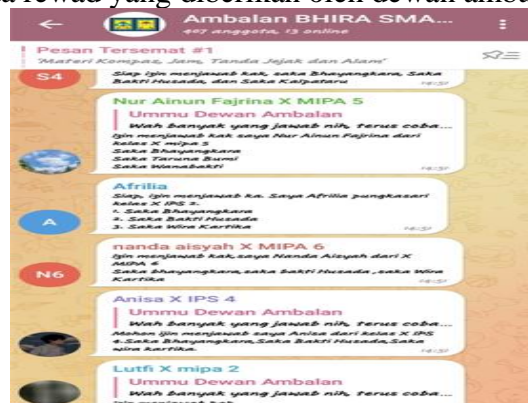 a rewad yang diberikan oleh dewan ambal
Ambalan BHIRA SMA...
407 anggota, 13 online
Pesan Tersemat #1
"Materi Kompas, Jam, Tanda Jejak dan Alam"
S4
Siap izin menjawab kak, saka Bhayangkara, Saka
Bakti Husada, dan Saka Kalpataru
Nur Ainun Fajrina X MIPA 5
Ummu Dewan Ambalan
Wah banyak yang jawab nih, terus coba...
Izin menjawab kak saya Nur Ainun Fajrina dari
kelas X mipa 5
Saka Bhayangkara
Saka Taruna Bumi
Saka Wanabakti
Afrilia
Siap, izin menjawab ka. Saya Afrilia pungkasari
kelas X IPS 2.
1. Saka Bhayangkara
2. Saka Bakti Husada
3. Saka Wira Kartika
A
nanda aisyah X MIPA 6
Izin menjawab kak,saya Nanda Aisyah dari X
MIPA 6
Saka bhayangkara,saka bakti Husada ,saka Wira
Kartika
N6
Anisa X IPS 4
Ummu Dewan Ambalan
Wah banyak yang jawab nih, terus coba...
Mohon izin menjawab saya Anisa dari kelas X IPS
4.Saka Bhayangkara,Saka Bakti Husada,Saka
wira kartika.
Lutfi X mipa 2
Ummu Dewan Ambalan
Wah banyak yang jawab nih, terus coba...